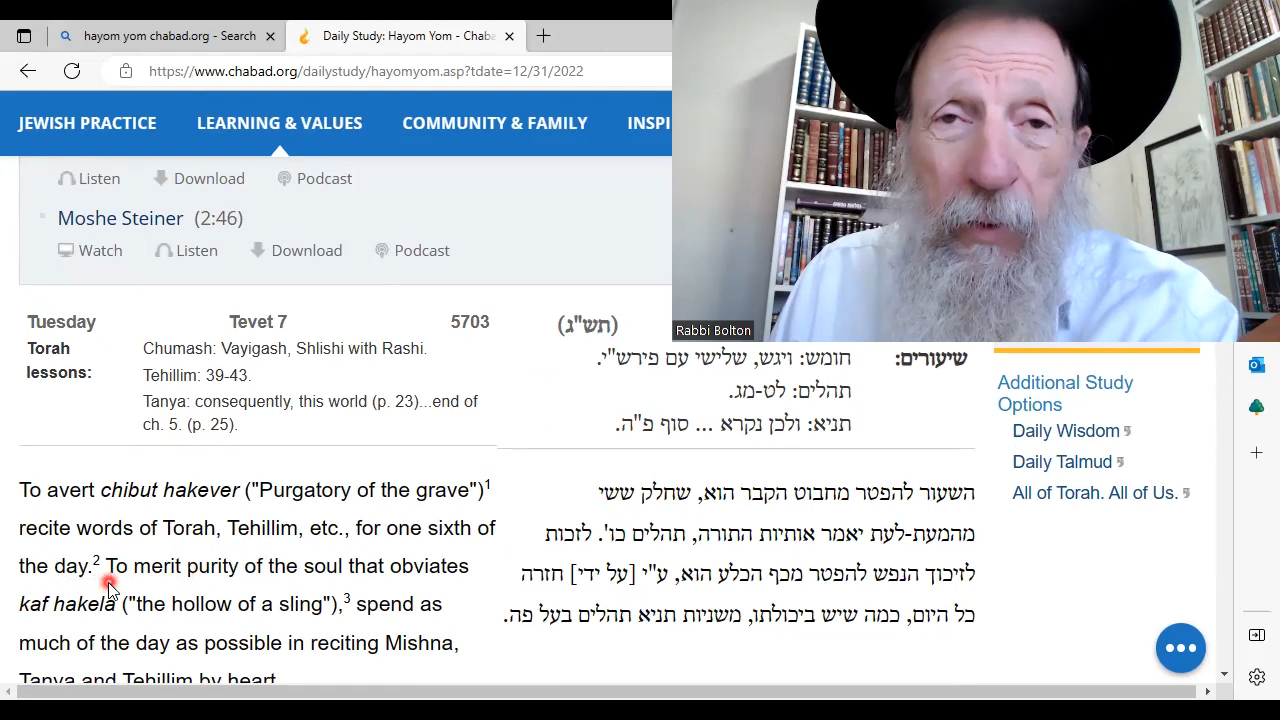 hayom yom chabad.org - Search
Daily Study: Hayom Yom - Chaba
https://www.chabad.org/dailystudy/hayomyom.asp?tdate=12/31/2022
JEWISH PRACTICE LEARNING & VALUES COMMUNITY & FAMILY INSPI
Listen Download Podcast
Moshe Steiner (2:46)
Watch Listen Download Podcast
Rabbi Bolton
Tuesday Tevet 7 5703
Torah lessons:
Chumash: Vayigash, Shlishi with Rashi.
Tehillim: 39-43.
Tanya: consequently, this world (p. 23)...end of
ch. 5. (p. 25).
(תש"ג)
שיעורים: חומש: ויגש, שלישי עם פירש"י.
תהלים: לט-מג.
תניא: ולכן נקרא ... סוף פ"ה.
To avert chibut hakever ("Purgatory of the grave")1
recite words of Torah, Tehillim, etc., for one sixth of
the day.2 To merit purity of the soul that obviates
kaf hakela ("the hollow of a sling"),3 spend as
much of the day as possible in reciting Mishna,
Tanya and Tehillim by heart
השעור להפטר מחבוט הקבר הוא, שחלק ששי
מהמעת-לעת יאמר אותיות התורה, תהלים כו'. לזכות
לזיכוך הנפש להפטר מכף הקלע הוא, ע"י [על ידי] חזרה
כל היום, כמה שיש ביכולתו, משניות תניא תהלים בעל פה.
Additional Study
Options
Daily Wisdom
Daily Talmud
All of Torah. All of Us.